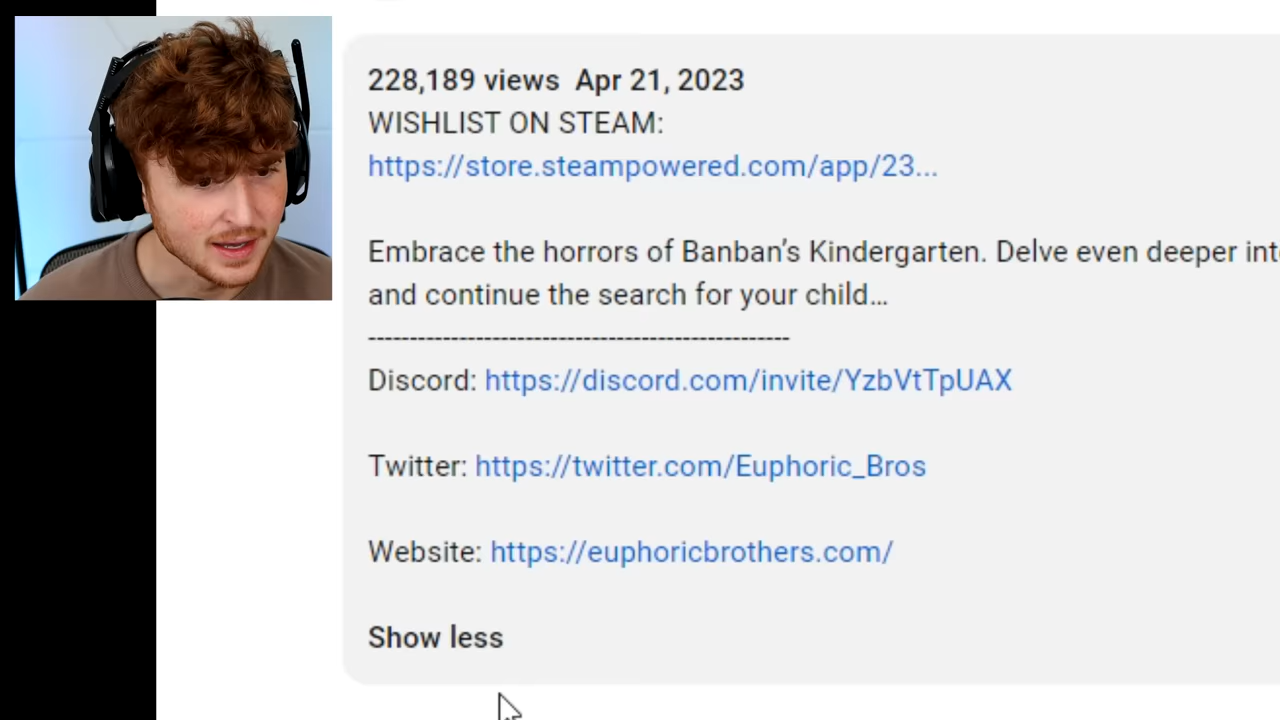 228,189 views Apr 21, 2023
WISHLIST ON STEAM:
https://store.steampowered.com/app/23...
Embrace the horrors of Banban’s Kindergarten. Delve even deeper
and continue the search for your child…
---------------------------------------------------
Discord: https://discord.com/invite/YzbVtTpUAX
Twitter: https://twitter.com/Euphoric_Bros
Website: https://euphoricbrothers.com/
Show less